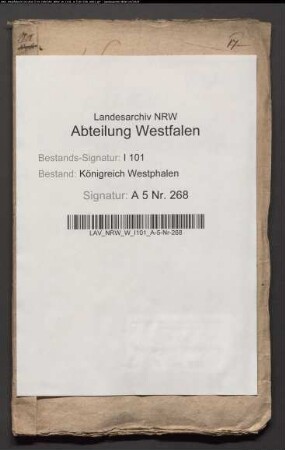 Landesarchiv NRW
Abteilung Westfalen
Bestands-Signatur: I 101
Bestand: Königreich Westphalen
Signatur: A 5 Nr. 268
LAV_NRW_W_I101_A-5-Nr-268